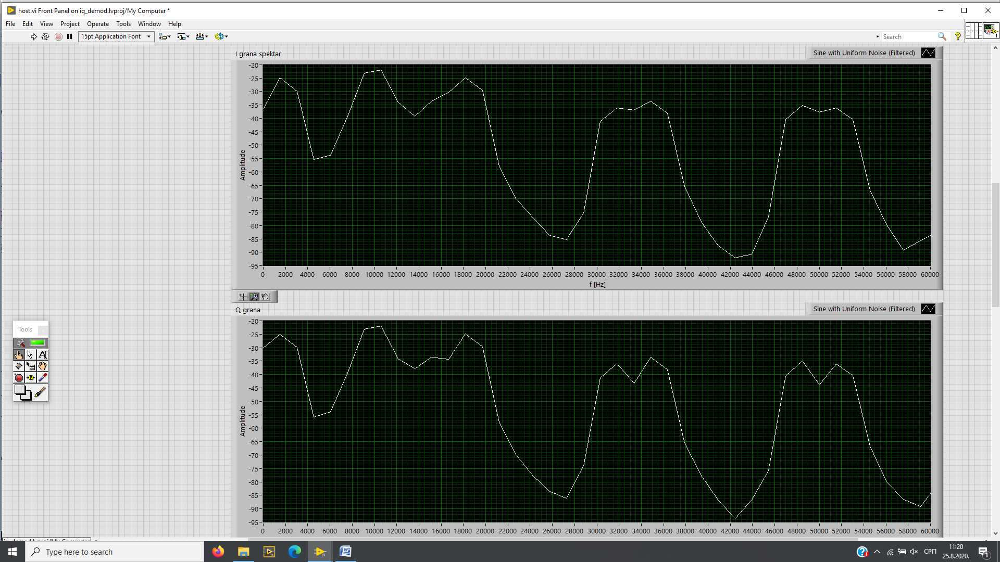 host.vi Front Panel on iq_demod.lvproj/My Computer *
File Edit View Project Operate Tools Window Help
15pt Application Font
Search
1
I grana spektar
Sine with Uniform Noise (Filtered)
-20
-25
-30
-35
-40
-45
-50
-55
-60
-65
-70
-75
-80
-85
-90
-95
Amplitude
0 2000 4000 6000 8000 10000 12000 14000 16000 18000 20000 22000 24000 26000 28000 30000 32000 34000 36000 38000 40000 42000 44000 46000 48000 50000 52000 54000 56000 58000 60000
f [Hz]
Q grana
Sine with Uniform Noise (Filtered)
-20
-25
-30
-35
-40
-45
-50
-55
-60
-65
-70
-75
-80
-85
-90
-95
Amplitude
0 2000 4000 6000 8000 10000 12000 14000 16000 18000 20000 22000 24000 26000 28000 30000 32000 34000 36000 38000 40000 42000 44000 46000 48000 50000 52000 54000 56000 58000 60000
Tools
iq_demod.lvproj/My Computer
Type here to search
СРП
11:20
25.8.2020.
1